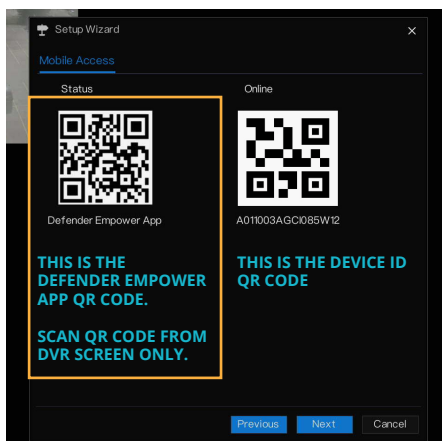 Setup Wizard
Mobile Access
Status
Online
Defender Empower App
A011003AGCI085W12
THIS IS THE
DEFENDER EMPOWER
APP QR CODE.
SCAN QR CODE FROM
DVR SCREEN ONLY.
THIS IS THE DEVICE ID
QR CODE
Previous
Next
Cancel